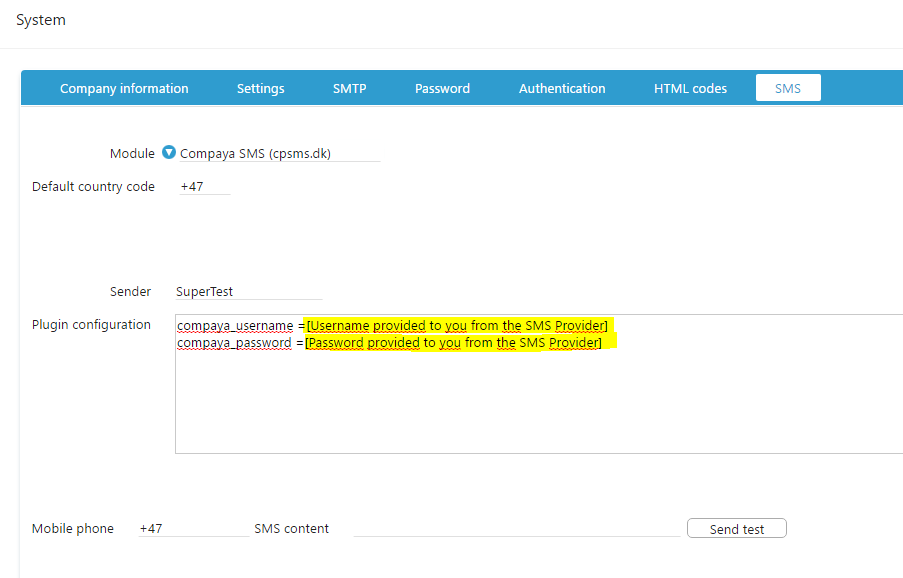 System
Company information Settings SMTP Password Authentication HTML codes SMS
Module Compaya SMS (cpsms.dk)
Default country code +47
Sender SuperTest
Plugin configuration compaya_username =[Username provided to you from the SMS Provider]
compaya_password =[Password provided to you from the SMS Provider]
Mobile phone +47 SMS content Send test